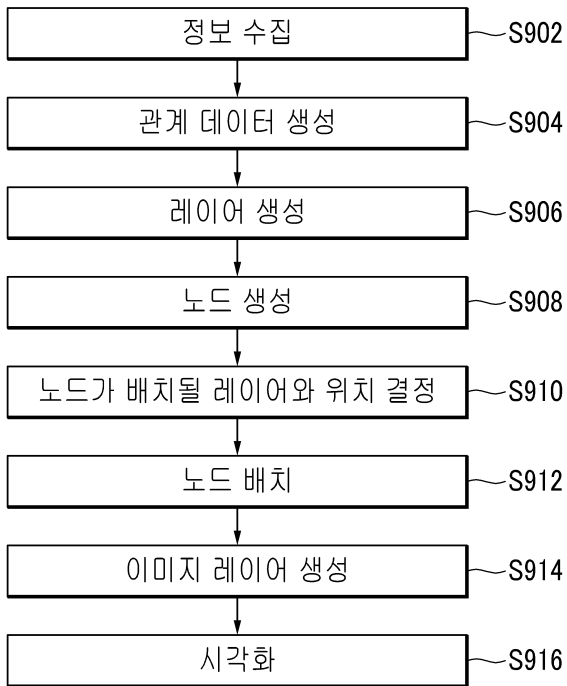 정보 수집
S902
관계 데이터 생성
S904
레이어 생성
S906
노드 생성
S908
노드가 배치될 레이어와 위치 결정
S910
노드 배치
S912
이미지 레이어 생성
S914
시각화
S916